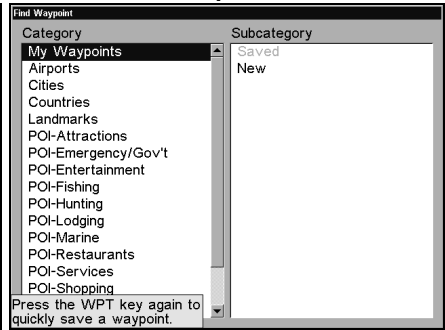 Find Waypoint
Category
My Waypoints
Airports
Cities
Countries
Landmarks
POI-Attractions
POI-Emergency/Gov't
POI-Entertainment
POI-Fishing
POI-Hunting
POI-Lodging
POI-Marine
POI-Restaurants
POI-Services
POI-Shopping
Press the WPT key again to
quickly save a waypoint.
Subcategory
Saved
New